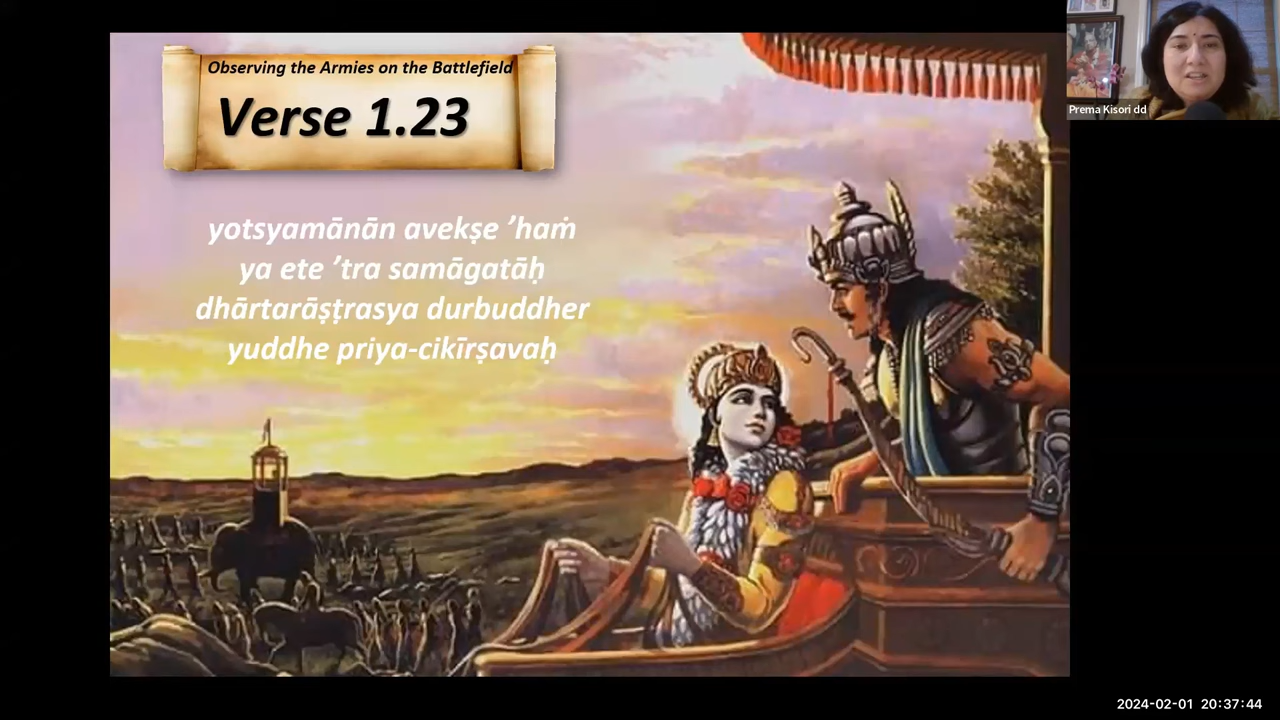 Observing the Armies on the Battlefield
Verse 1.23
yotsyamānān avekṣe ’haṁ
ya ete ’tra samāgatāḥ
dhārtarāṣṭrasya durbuddher
yuddhe priya-cikīrṣavaḥ
Prema Kisori dd
2024-02-01 20:37:44